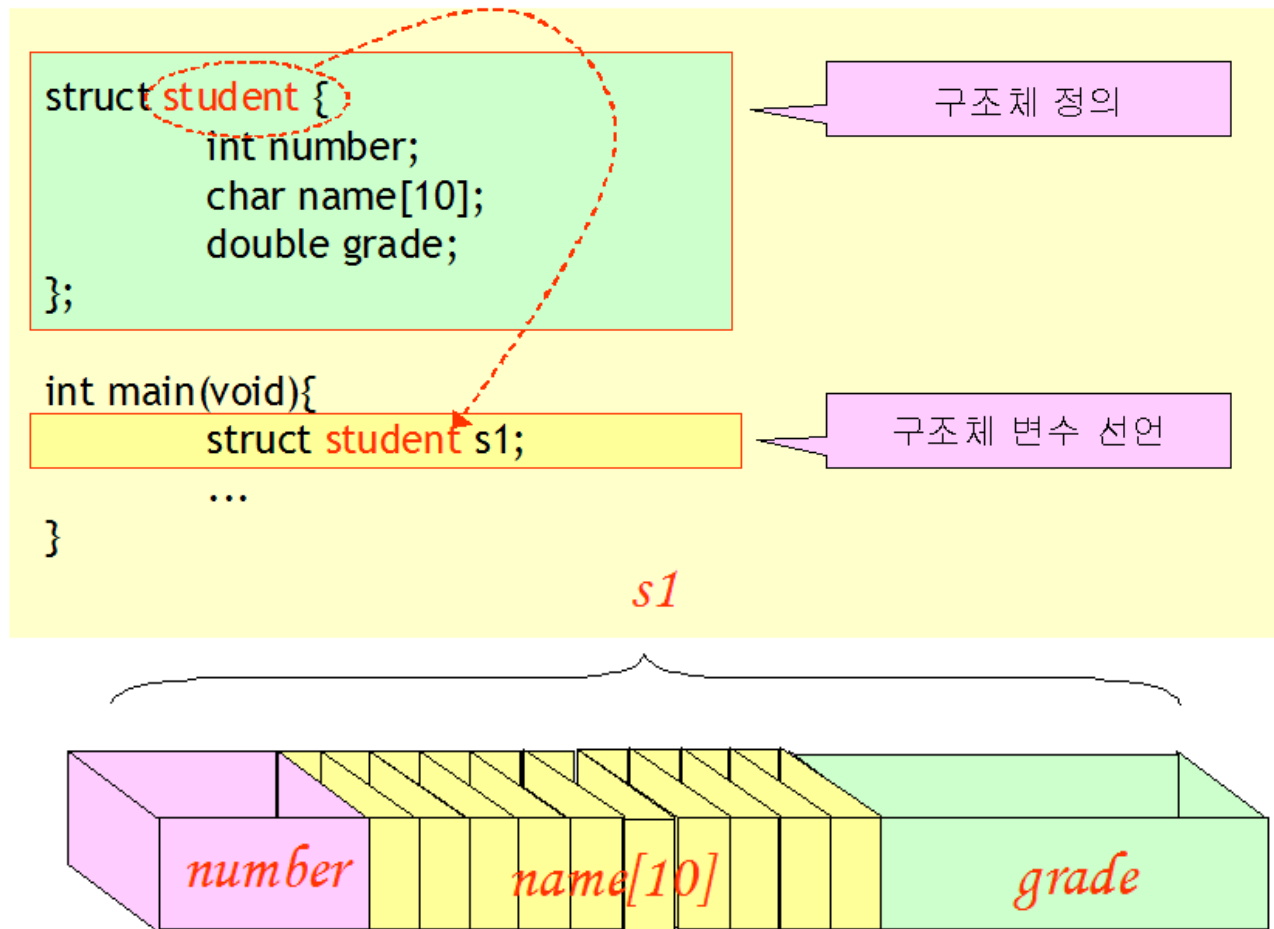 struct student {
int number;
char name[10];
double grade;
};
구조체 정의
int main(void){
struct student s1;
구조체 변수 선언
...
}
s1
number
name[10]
grade